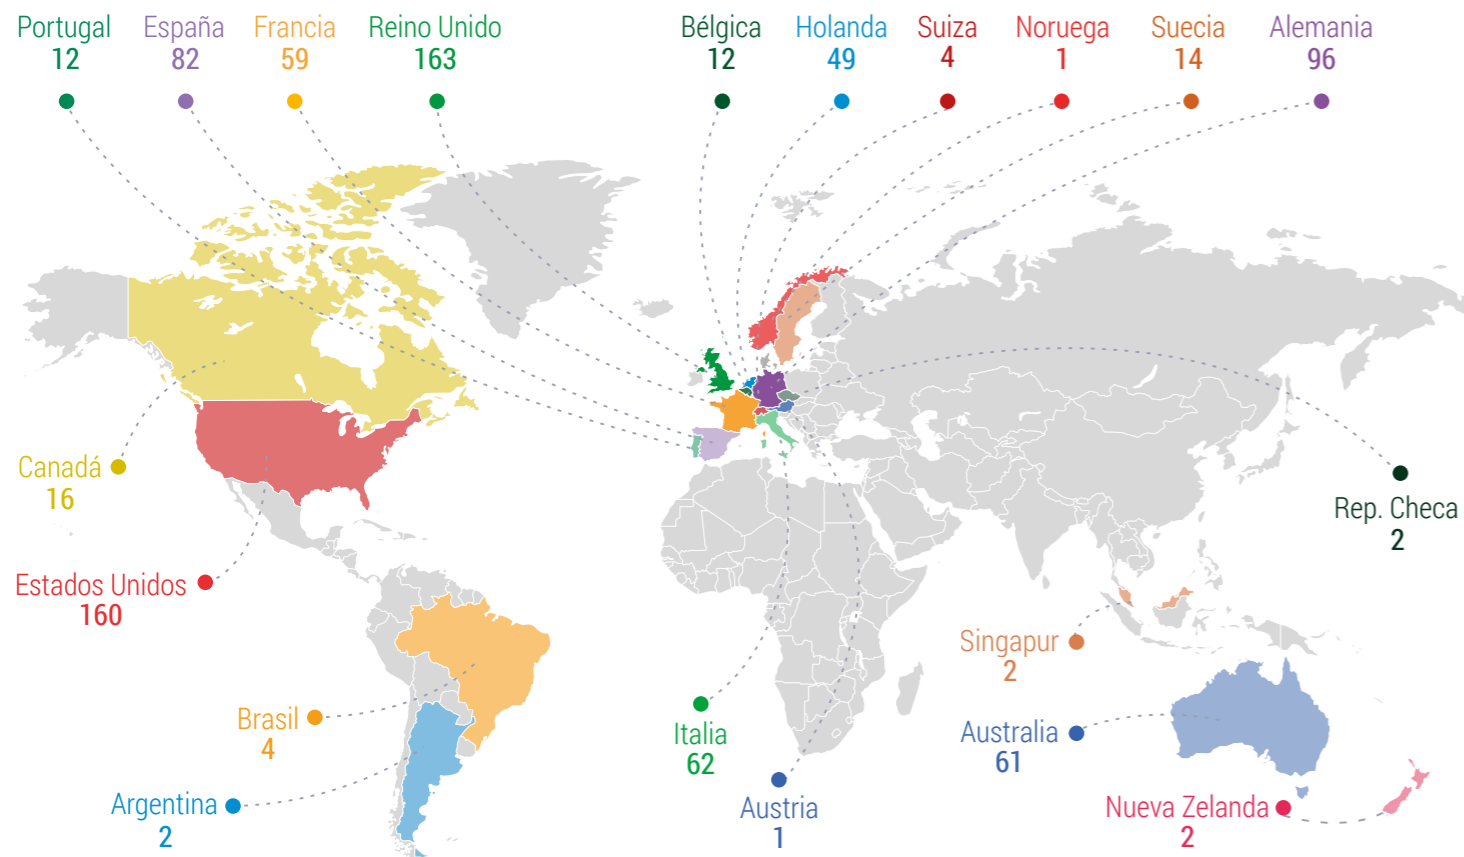 Portugal
12
España
82
Francia
59
Reino Unido
163
Bélgica
12
Holanda
49
Suiza
4
Noruega
1
Suecia
14
Alemania
96
Canadá
16
Rep. Checa
2
Estados Unidos
160
Singapur
2
Brasil
4
Italia
62
Australia
61
Argentina
2
Austria
1
Nueva Zelanda
2